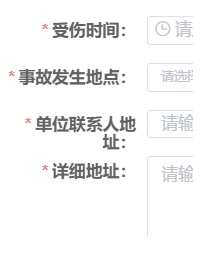 * 受伤时间： 请
* 事故发生地点： 请选
* 单位联系人地 请输
址：
* 详细地址： 请输